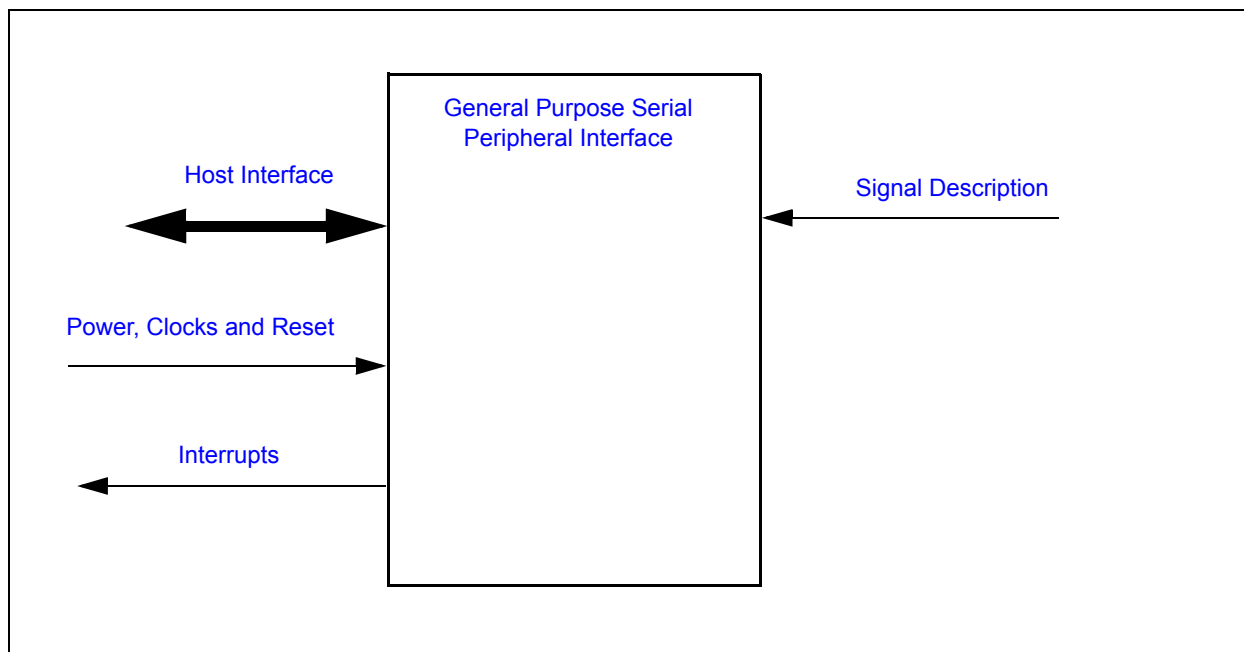 General Purpose Serial
Peripheral Interface
Host Interface
Signal Description
Power, Clocks and Reset
Interrupts